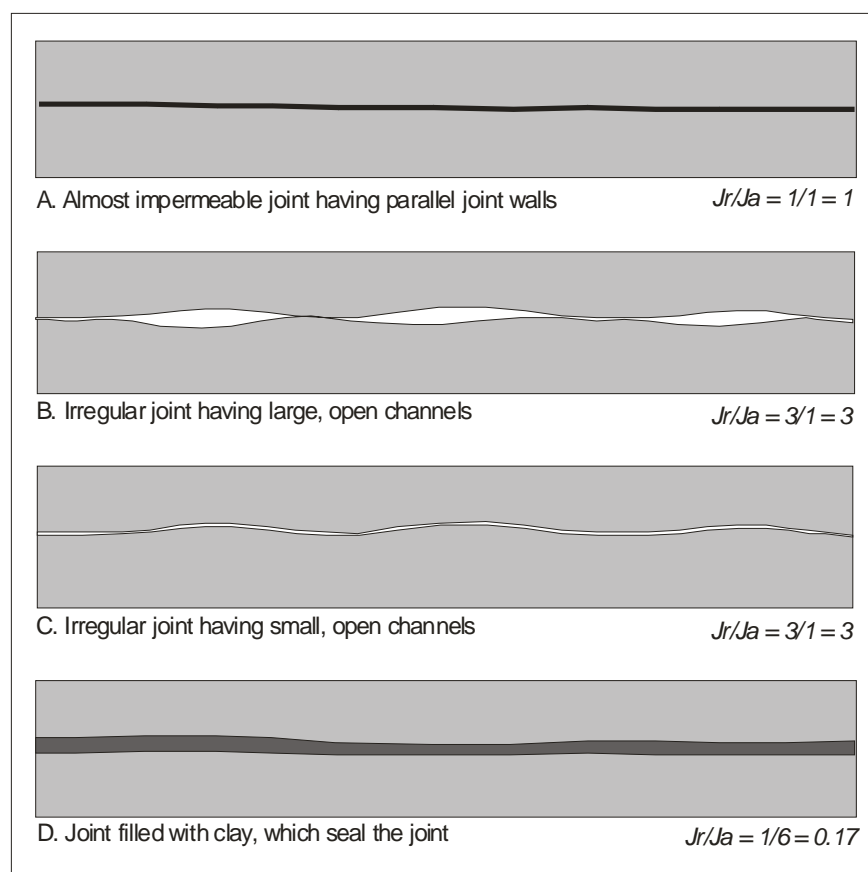 A. Almost impermeable joint having parallel joint walls Jr/Ja = 1/1 = 1
B. Irregular joint having large, open channels Jr/Ja = 3/1 = 3
C. Irregular joint having small, open channels Jr/Ja = 3/1 = 3
D. Joint filled with clay, which seal the joint Jr/Ja = 1/6 = 0.17